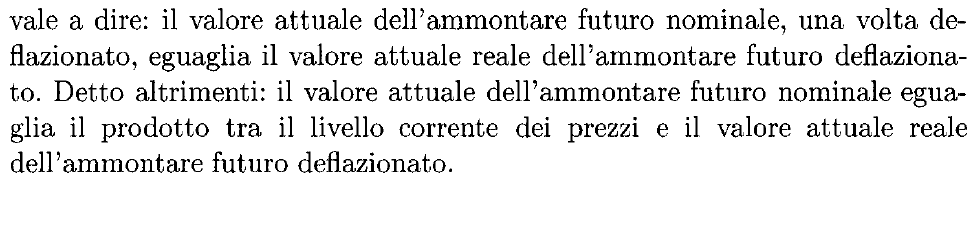 vale a dire: il valore attuale dell'ammontare futuro nominale, una volta de-
flazionato, eguaglia il valore attuale reale dell'ammontare futuro deflaziona-
to. Detto altrimenti: il valore attuale dell'ammontare futuro nominale egua-
glia il prodotto tra il livello corrente dei prezzi e il valore attuale reale
dell'ammontare futuro deflazionato.